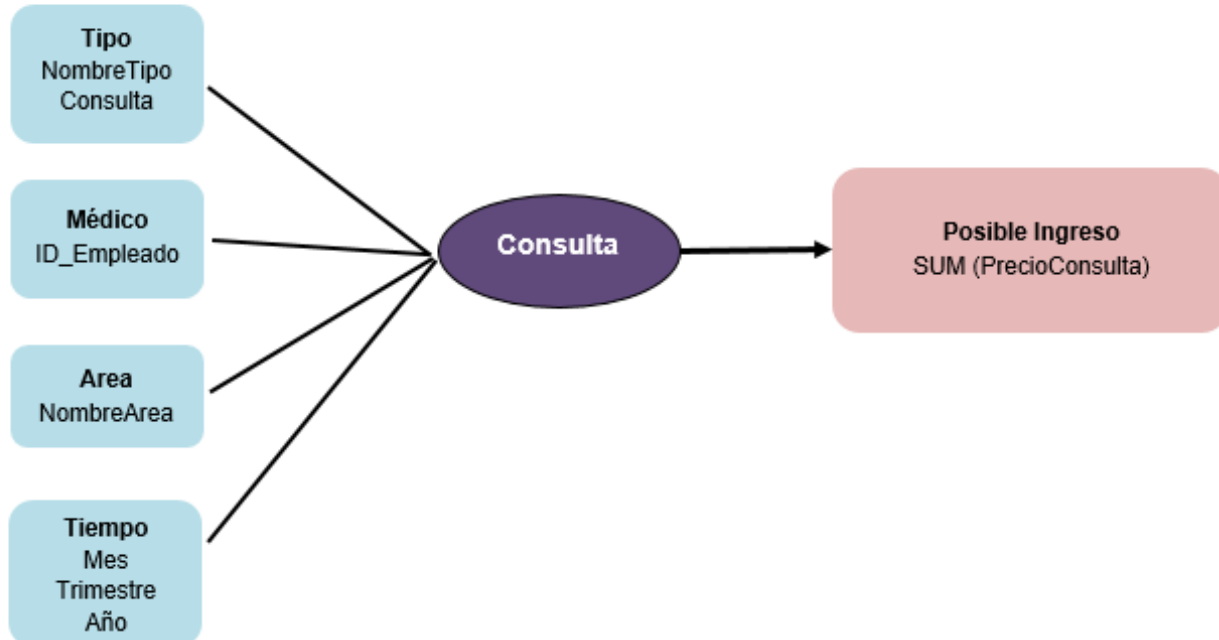 Tipo
NombreTipo
Consulta
Médico
ID_Empleado
Area
NombreArea
Tiempo
Mes
Trimestre
Año
Consulta
Posible Ingreso
SUM (PrecioConsulta)